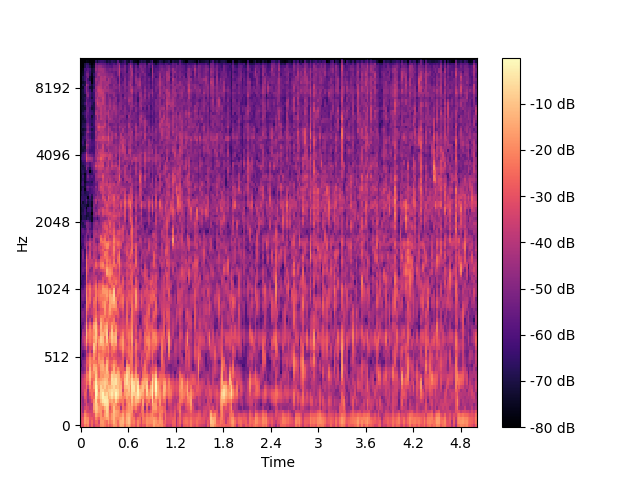 8192
4096
2048
1024
512
0
Hz
0 0.6 1.2 1.8 2.4 3 3.6 4.2 4.8
Time
-10 dB
-20 dB
-30 dB
-40 dB
-50 dB
-60 dB
-70 dB
-80 dB